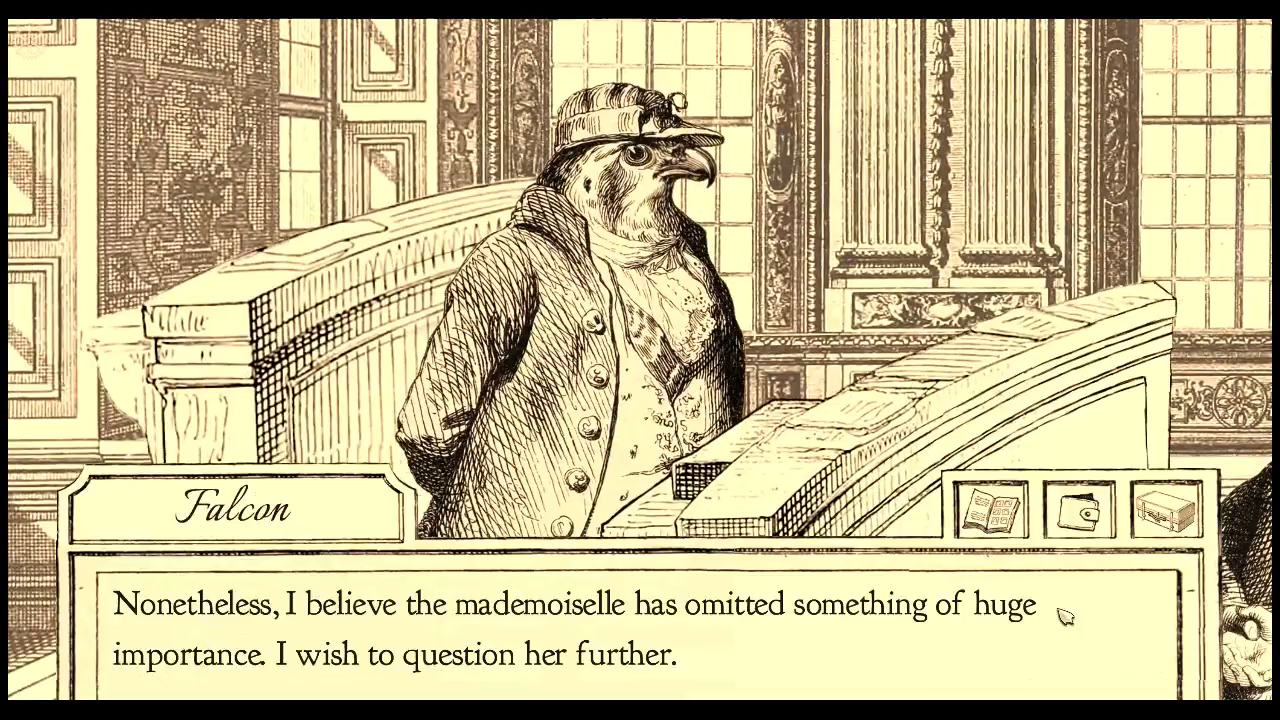 Falcon
Nonetheless, I believe the mademoiselle has omitted something of huge
importance. I wish to question her further.